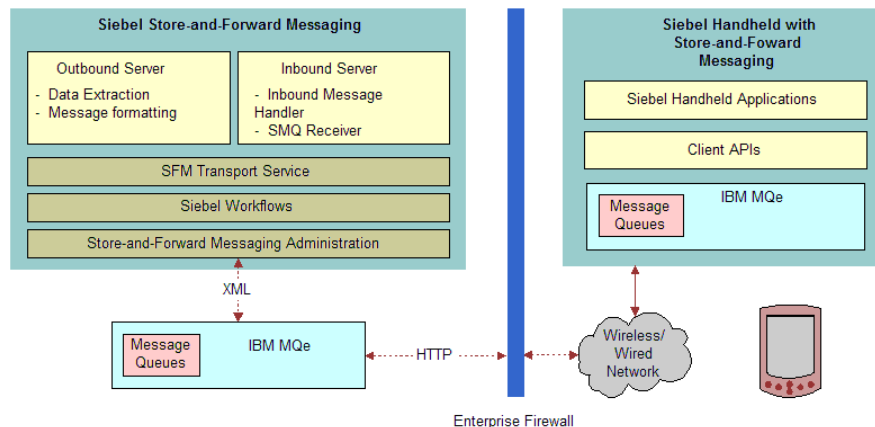 Siebel Store-and-Forward Messaging
Outbound Server
- Data Extraction
- Message formatting
Inbound Server
- Inbound Message
Handler
- SMQ Receiver
SFM Transport Service
Siebel Workflows
Store-and-Forward Messaging Administration
XML
Message
Queues
IBM MQe
HTTP
Enterprise Firewall
Siebel Handheld with
Store-and-Foward
Messaging
Siebel Handheld Applications
Client APIs
IBM MQe
Message
Queues
Wireless/
Wired
Network